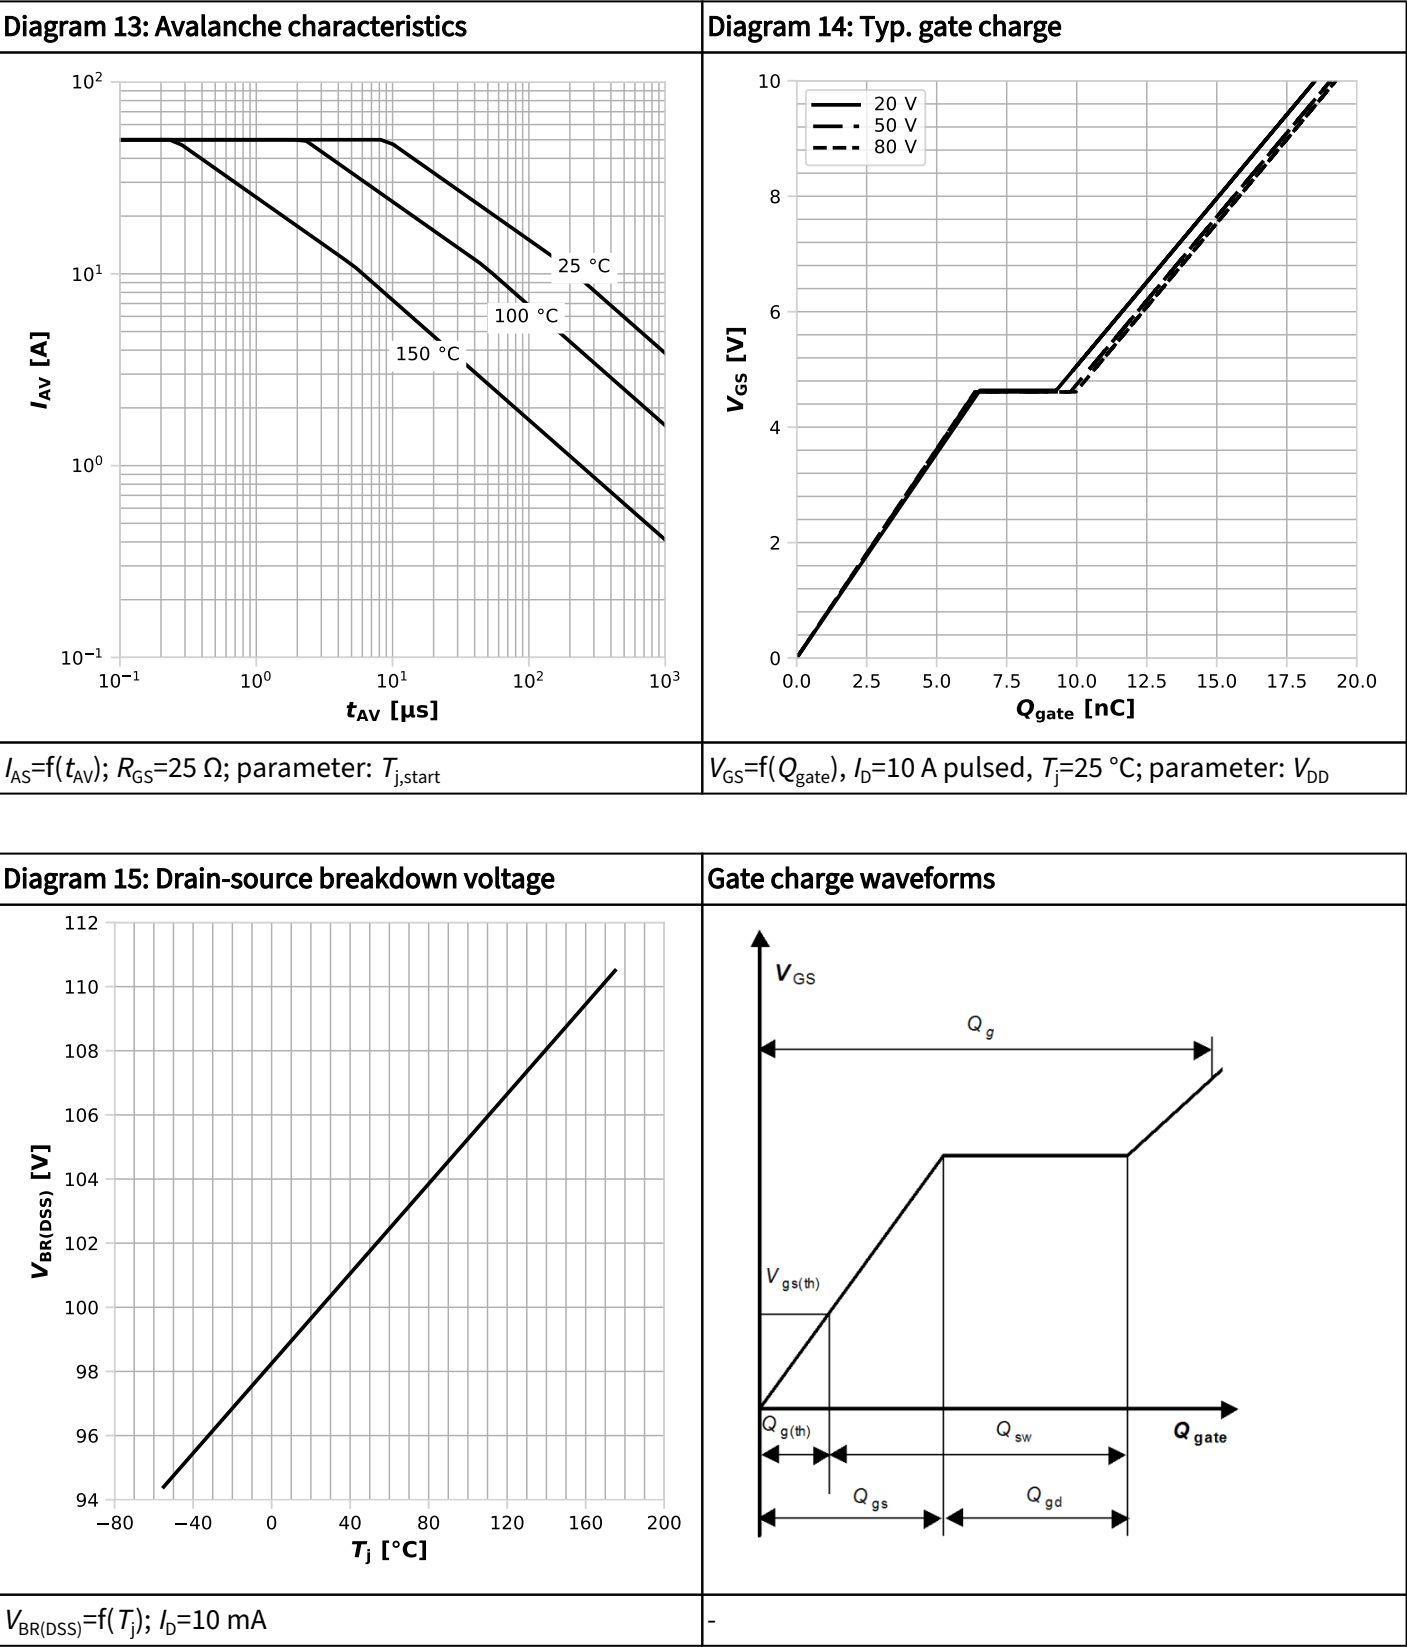 Diagram 13: Avalanche characteristics
10²
10¹
10⁰
10⁻¹
I_AV [A]
25 °C
100 °C
150 °C
10⁻¹ 10⁰ 10¹ 10² 10³
t_AV [µs]
I_AS=f(t_AV); R_GS=25 Ω; parameter: T_j,start
Diagram 14: Typ. gate charge
10
8
6
4
2
0
V_GS [V]
20 V
50 V
80 V
0.0 2.5 5.0 7.5 10.0 12.5 15.0 17.5 20.0
Q_gate [nC]
V_GS=f(Q_gate), I_D=10 A pulsed, T_j=25 °C; parameter: V_DD
Diagram 15: Drain-source breakdown voltage
112
110
108
106
104
102
100
98
96
94
V_BR(DSS) [V]
−80 −40 0 40 80 120 160 200
T_j [°C]
V_BR(DSS)=f(T_j); I_D=10 mA
Gate charge waveforms
V_GS
Q_g
V_gs(th)
Q_g(th)
Q_sw
Q_gate
Q_gs
Q_gd
-